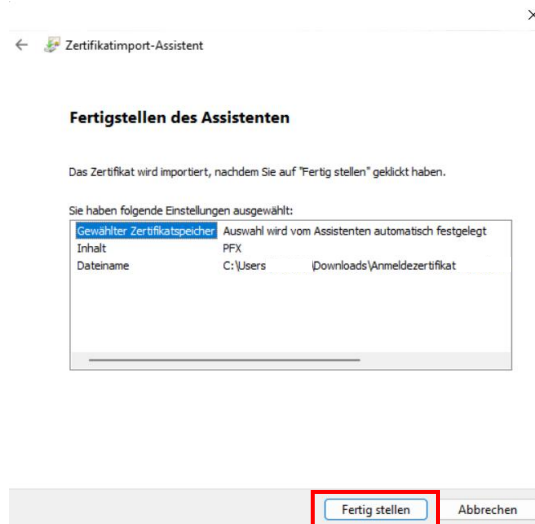 Zertifikatimport-Assistent
Fertigstellen des Assistenten
Das Zertifikat wird importiert, nachdem Sie auf "Fertig stellen" geklickt haben.
Sie haben folgende Einstellungen ausgewählt:
Gewählter Zertifikatspeicher Auswahl wird vom Assistenten automatisch festgelegt
Inhalt PFX
Dateiname C:\Users \Downloads\Anmeldezertifikat
Fertig stellen Abbrechen